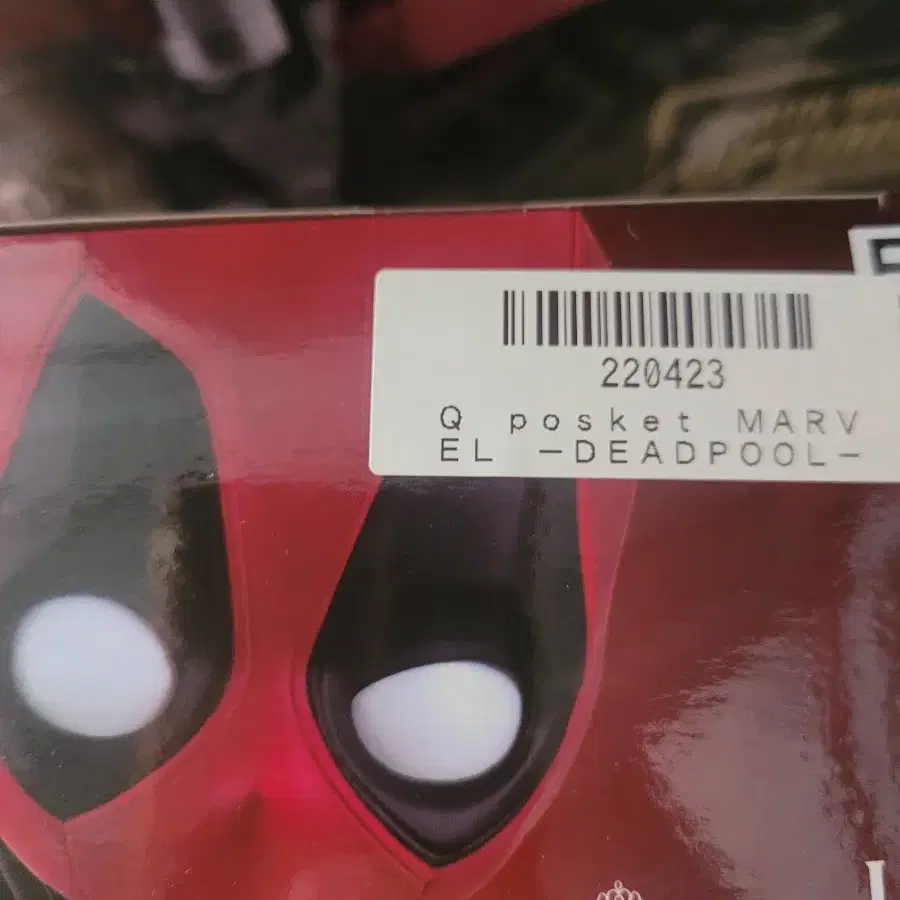 220423
Q posket MARV
EL -DEADPOOL-